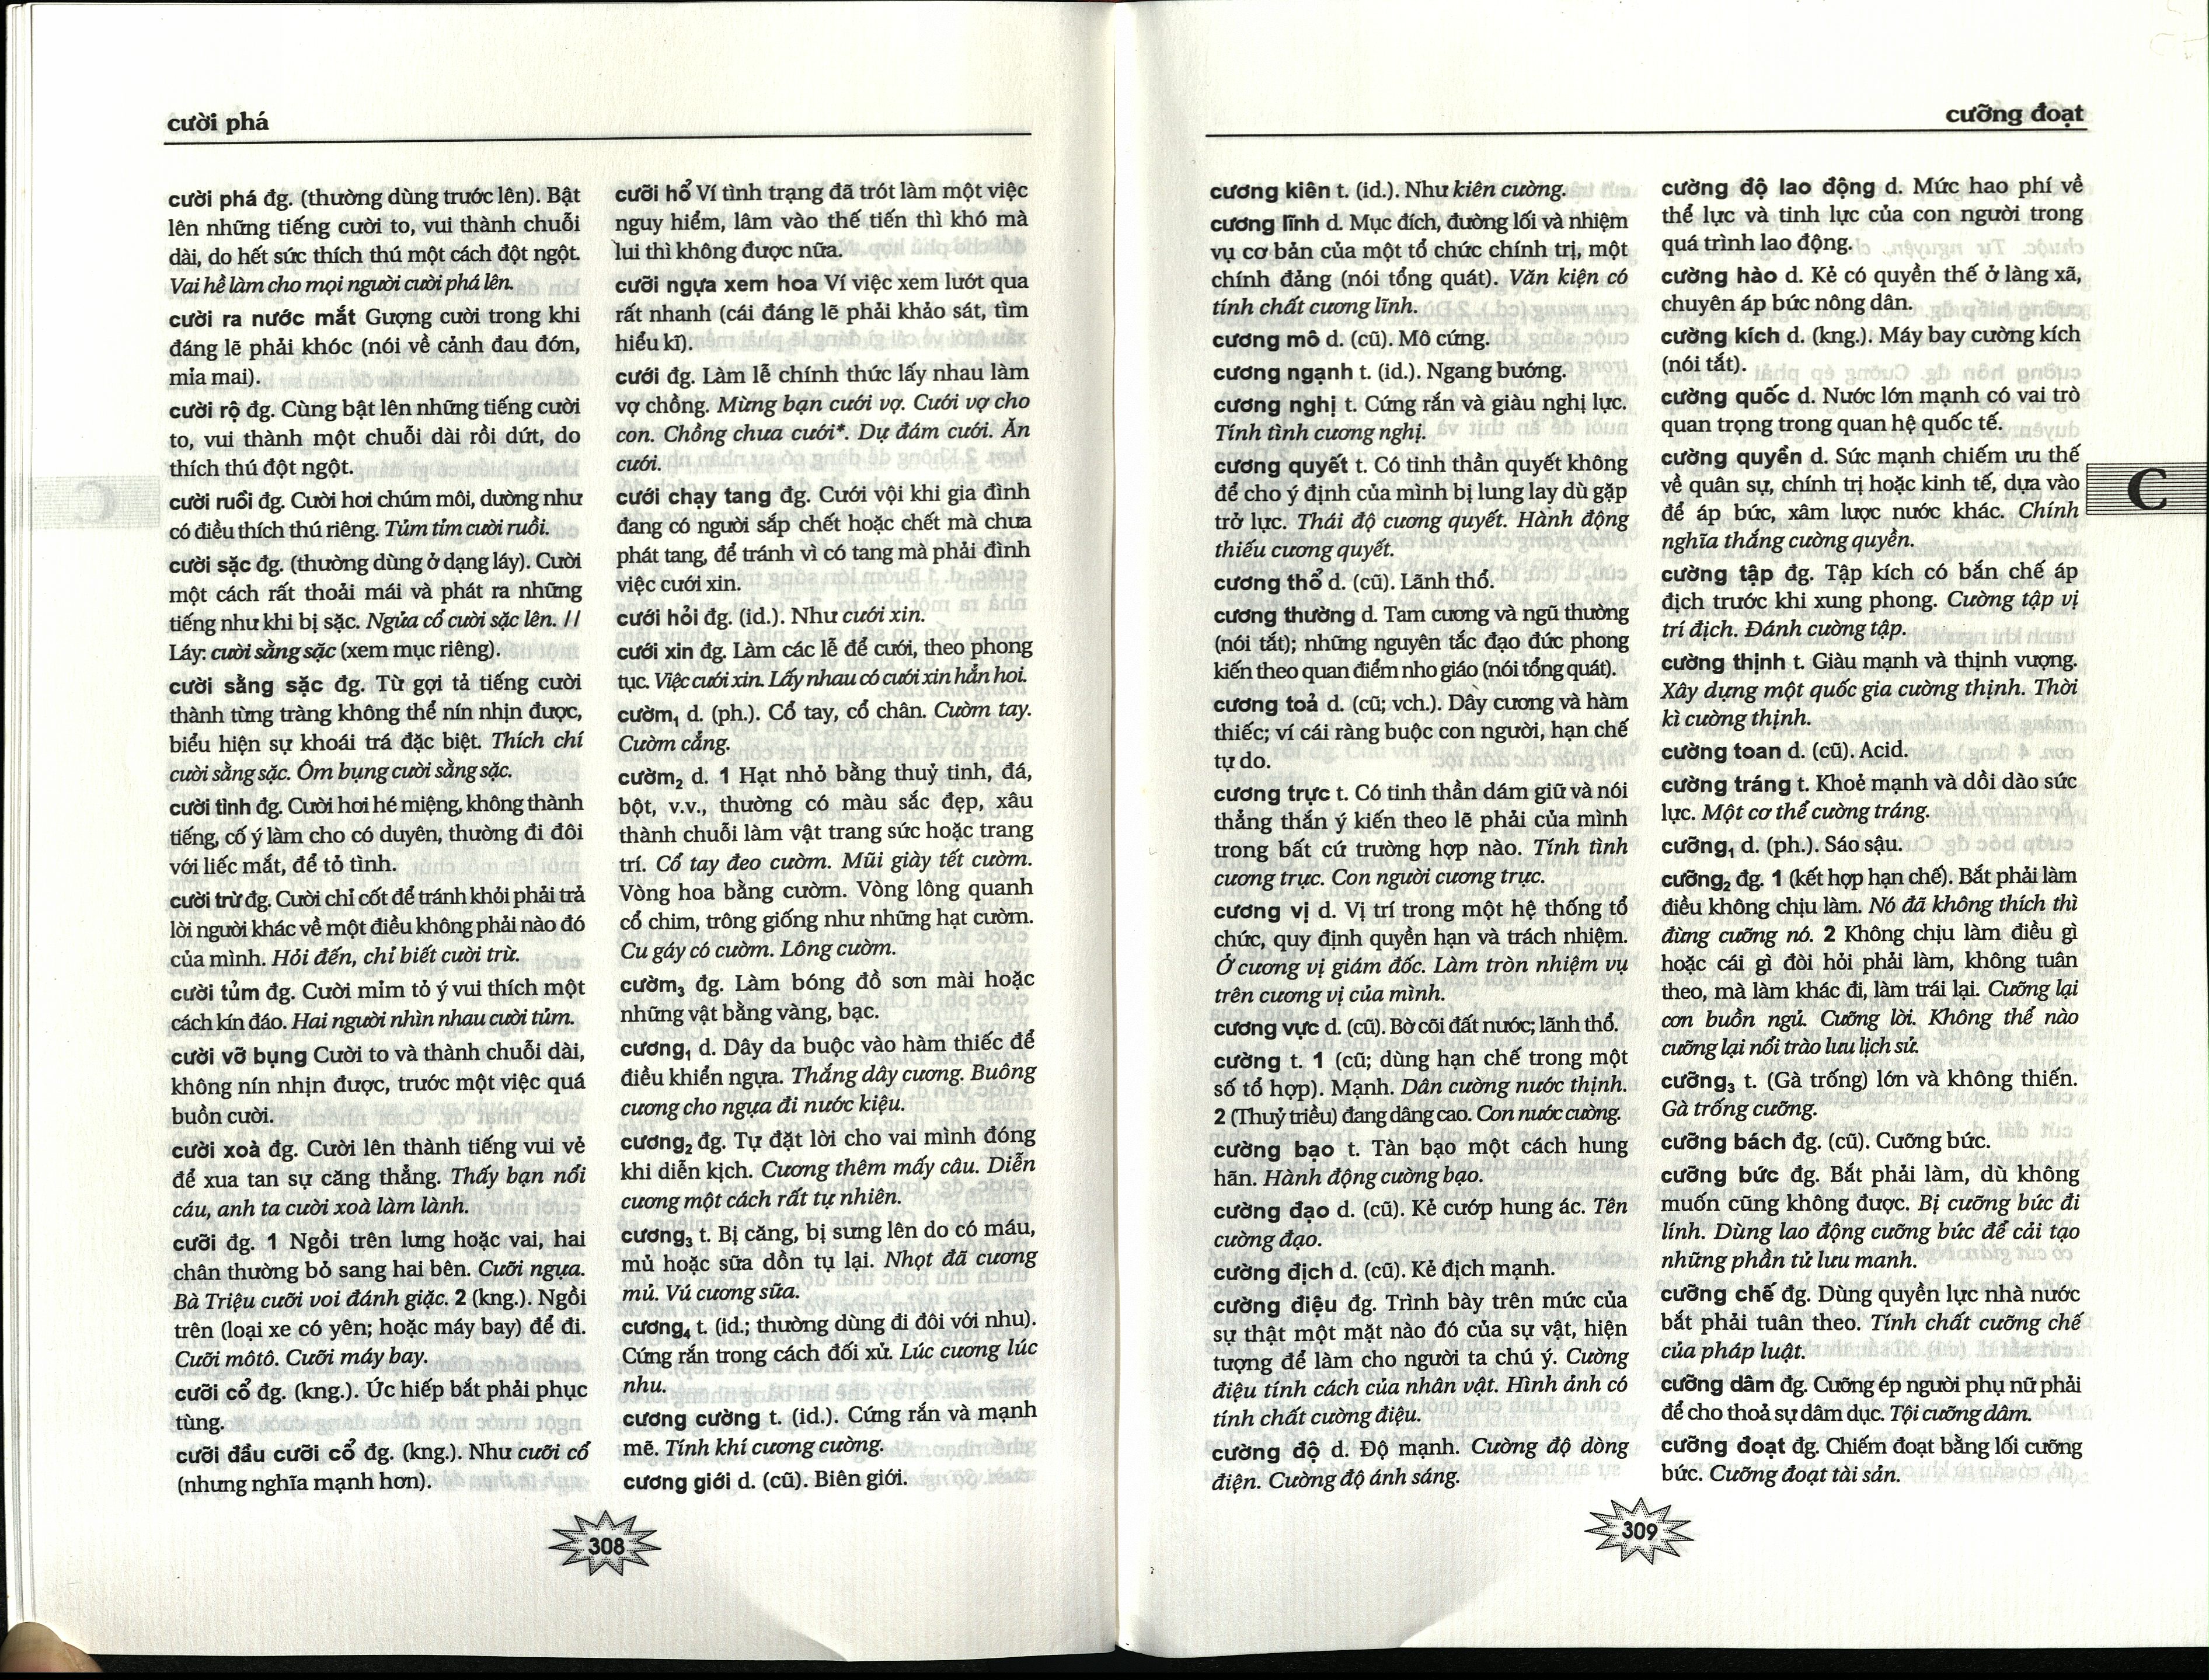 cười phá
cười phá đg. (thường dùng trước lên). Bật
lên những tiếng cười to, vui thành chuỗi
dài, do hết sức thích thú một cách đột ngột.
Vai hề làm cho mọi người cười phá lên.
cười ra nước mắt Gượng cười trong khi
đáng lẽ phải khóc (nói về cảnh đau đớn,
mỉa mai).
cười rộ đg. Cùng bật lên những tiếng cười
to, vui thành một chuỗi dài rồi dứt, do
thích thú đột ngột.
cười ruồi đg. Cười hơi chúm môi, dường như
có điều thích thú riêng. Tủm tỉm cười ruồi.
cười sặc đg. (thường dùng ở dạng láy). Cười
một cách rất thoải mái và phát ra những
tiếng như khi bị sặc. Ngửa cổ cười sặc lên. //
Láy: cười sằng sặc (xem mục riêng).
cười sằng sặc đg. Từ gợi tả tiếng cười
thành từng tràng không thể nín nhịn được,
biểu hiện sự khoái trá đặc biệt. Thích chí
cười sằng sặc. Ôm bụng cười sằng sặc.
cười tình đg. Cười hơi hé miệng, không thành
tiếng, cố ý làm cho có duyên, thường đi đôi
với liếc mắt, để tỏ tình.
cười trừ đg. Cười chỉ cốt để tránh khỏi phải trả
lời người khác về một điều không phải nào đó
của mình. Hỏi đến, chỉ biết cười trừ.
cười tủm đg. Cười mỉm tỏ ý vui thích một
cách kín đáo. Hai người nhìn nhau cười tủm.
cười vỡ bụng Cười to và thành chuỗi dài,
không nín nhịn được, trước một việc quá
buồn cười.
cười xoà đg. Cười lên thành tiếng vui vẻ
để xua tan sự căng thẳng. Thấy bạn nổi
cáu, anh ta cười xoà làm lành.
cưỡi đg. 1 Ngồi trên lưng hoặc vai, hai
chân thường bỏ sang hai bên. Cưỡi ngựa.
Bà Triệu cưỡi voi đánh giặc. 2 (kng.). Ngồi
trên (loại xe có yên; hoặc máy bay) để đi.
Cưỡi môtô. Cưỡi máy bay.
cưỡi cổ đg. (kng.). Ức hiếp bắt phải phục
tùng.
cưỡi đầu cưỡi cổ đg. (kng.). Như cưỡi cổ
(nhưng nghĩa mạnh hơn).
cưỡi hổ Ví tình trạng đã trót làm một việc
nguy hiểm, lâm vào thế tiến thì khó mà
lui thì không được nữa.
cưỡi ngựa xem hoa Ví việc xem lướt qua
rất nhanh (cái đáng lẽ phải khảo sát, tìm
hiểu kĩ).
cưới đg. Làm lễ chính thức lấy nhau làm
vợ chồng. Mừng bạn cưới vợ. Cưới vợ cho
con. Chồng chưa cưới*. Dự đám cưới. Ăn
cưới.
cưới chạy tang đg. Cưới vội khi gia đình
đang có người sắp chết hoặc chết mà chưa
phát tang, để tránh vì có tang mà phải đình
việc cưới xin.
cưới hỏi đg. (id.). Như cưới xin.
cưới xin đg. Làm các lễ để cưới, theo phong
tục. Việc cưới xin. Lấy nhau có cưới xin hẳn hoi.
cườm₁ d. (ph.). Cổ tay, cổ chân. Cườm tay.
Cườm cẳng.
cườm₂ d. 1 Hạt nhỏ bằng thuỷ tinh, đá,
bột, v.v., thường có màu sắc đẹp, xâu
thành chuỗi làm vật trang sức hoặc trang
trí. Cổ tay đeo cườm. Mũi giày tết cườm.
Vòng hoa bằng cườm. Vòng lông quanh
cổ chim, trông giống như những hạt cườm.
Cu gáy có cườm. Lông cườm.
cườm₃ đg. Làm bóng đồ sơn mài hoặc
những vật bằng vàng, bạc.
cương₁ d. Dây da buộc vào hàm thiếc để
điều khiển ngựa. Thắng dây cương. Buông
cương cho ngựa đi nước kiệu.
cương₂ đg. Tự đặt lời cho vai mình đóng
khi diễn kịch. Cương thêm mấy câu. Diễn
cương một cách rất tự nhiên.
cương₃ t. Bị căng, bị sưng lên do có máu,
mủ hoặc sữa dồn tụ lại. Nhọt đã cương
mủ. Vú cương sữa.
cương₄ t. (id.; thường dùng đi đôi với nhu).
Cứng rắn trong cách đối xử. Lúc cương lúc
nhu.
cương cường t. (id.). Cứng rắn và mạnh
mẽ. Tính khí cương cường.
cương giới d. (cũ). Biên giới.
308
cưỡng đoạt
cương kiên t. (id.). Như kiên cường.
cương lĩnh d. Mục đích, đường lối và nhiệm
vụ cơ bản của một tổ chức chính trị, một
chính đảng (nói tổng quát). Văn kiện có
tính chất cương lĩnh.
cương mô d. (cũ). Mô cứng.
cương ngạnh t. (id.). Ngang bướng.
cương nghị t. Cứng rắn và giàu nghị lực.
Tính tình cương nghị.
cương quyết t. Có tinh thần quyết không
để cho ý định của mình bị lung lay dù gặp
trở lực. Thái độ cương quyết. Hành động
thiếu cương quyết.
cương thổ d. (cũ). Lãnh thổ.
cương thường d. Tam cương và ngũ thường
(nói tắt); những nguyên tắc đạo đức phong
kiến theo quan điểm nho giáo (nói tổng quát).
cương toả d. (cũ; vch.). Dây cương và hàm
thiếc; ví cái ràng buộc con người, hạn chế
tự do.
cương trực t. Có tinh thần dám giữ và nói
thẳng thắn ý kiến theo lẽ phải của mình
trong bất cứ trường hợp nào. Tính tình
cương trực. Con người cương trực.
cương vị d. Vị trí trong một hệ thống tổ
chức, quy định quyền hạn và trách nhiệm.
Ở cương vị giám đốc. Làm tròn nhiệm vụ
trên cương vị của mình.
cương vực d. (cũ). Bờ cõi đất nước; lãnh thổ.
cường t. 1 (cũ; dùng hạn chế trong một
số tổ hợp). Mạnh. Dân cường nước thịnh.
2 (Thuỷ triều) đang dâng cao. Con nước cường.
cường bạo t. Tàn bạo một cách hung
hãn. Hành động cường bạo.
cường đạo d. (cũ). Kẻ cướp hung ác. Tên
cường đạo.
cường địch d. (cũ). Kẻ địch mạnh.
cường điệu đg. Trình bày trên mức của
sự thật một mặt nào đó của sự vật, hiện
tượng để làm cho người ta chú ý. Cường
điệu tính cách của nhân vật. Hình ảnh có
tính chất cường điệu.
cường độ d. Độ mạnh. Cường độ dòng
điện. Cường độ ánh sáng.
cường độ lao động d. Mức hao phí về
thể lực và tinh lực của con người trong
quá trình lao động.
cường hào d. Kẻ có quyền thế ở làng xã,
chuyên áp bức nông dân.
cường kích d. (kng.). Máy bay cường kích
(nói tắt).
cường quốc d. Nước lớn mạnh có vai trò
quan trọng trong quan hệ quốc tế.
cường quyền d. Sức mạnh chiếm ưu thế
về quân sự, chính trị hoặc kinh tế, dựa vào
để áp bức, xâm lược nước khác. Chính
nghĩa thắng cường quyền.
cường tập đg. Tập kích có bắn chế áp
địch trước khi xung phong. Cường tập vị
trí địch. Đánh cường tập.
cường thịnh t. Giàu mạnh và thịnh vượng.
Xây dựng một quốc gia cường thịnh. Thời
kì cường thịnh.
cường toan d. (cũ). Acid.
cường tráng t. Khoẻ mạnh và dồi dào sức
lực. Một cơ thể cường tráng.
cưỡng₁ d. (ph.). Sáo sậu.
cưỡng₂ đg. 1 (kết hợp hạn chế). Bắt phải làm
điều không chịu làm. Nó đã không thích thì
đừng cưỡng nó. 2 Không chịu làm điều gì
hoặc cái gì đòi hỏi phải làm, không tuân
theo, mà làm khác đi, làm trái lại. Cưỡng lại
cơn buồn ngủ. Cưỡng lời. Không thể nào
cưỡng lại nổi trào lưu lịch sử.
cưỡng₃ t. (Gà trống) lớn và không thiến.
Gà trống cưỡng.
cưỡng bách đg. (cũ). Cưỡng bức.
cưỡng bức đg. Bắt phải làm, dù không
muốn cũng không được. Bị cưỡng bức đi
lính. Dùng lao động cưỡng bức để cải tạo
những phần tử lưu manh.
cưỡng chế đg. Dùng quyền lực nhà nước
bắt phải tuân theo. Tính chất cưỡng chế
của pháp luật.
cưỡng dâm đg. Cưỡng ép người phụ nữ phải
để cho thoả sự dâm dục. Tội cưỡng dâm.
cưỡng đoạt đg. Chiếm đoạt bằng lối cưỡng
bức. Cưỡng đoạt tài sản.
C
309